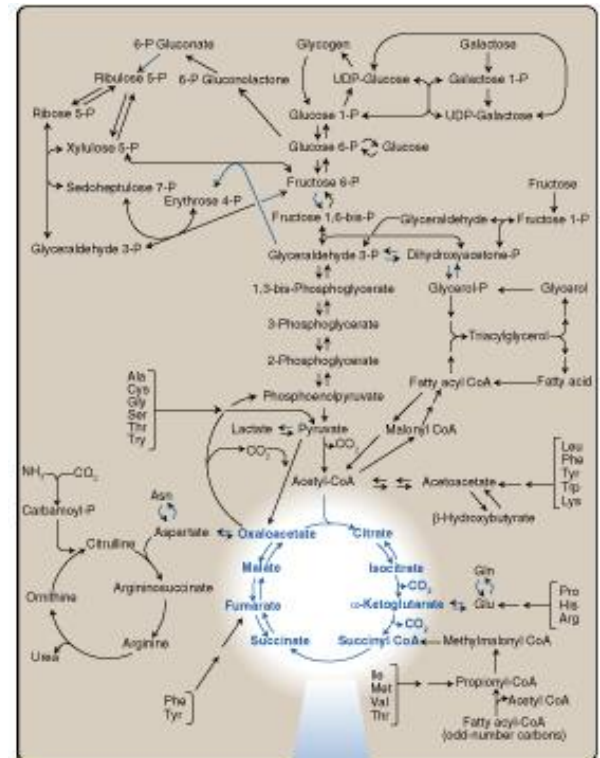 6-P Gluconate
Glycogen
Galactose
Ribulose 5-P
6-P Gluconolactone
UDP-Glucose
Galactose 1-P
Ribose 5-P
Glucose 1-P
UDP-Galactose
Xylulose 5-P
Glucose 6-P
Glucose
Fructose 6-P
Sedoheptulose 7-P
Erythrose 4-P
Fructose
Fructose 1,6-bis-P
Glyceraldehyde
Fructose 1-P
Glyceraldehyde 3-P
Glyceraldehyde 3-P
Dihydroxyacetone-P
1,3-bis-Phosphoglycerate
Glycerol-P
Glycerol
3-Phosphoglycerate
Triacylglycerol
2-Phosphoglycerate
Ala
Cys
Gly
Ser
Thr
Try
Phosphoenolpyruvate
Fatty acyl CoA
Fatty acid
Lactate
Pyruvate
Malonyl CoA
CO2
CO2
Leu
Phe
Tyr
Trp
Lys
NH3
CO2
Acetyl-CoA
Acetoacetate
Carbamoyl-P
Asn
β-Hydroxybutyrate
Citrulline
Aspartate
Oxaloacetate
Citrate
Malate
Isocitrate
Gln
CO2
Argininosuccinate
Ornithine
Fumarate
α-Ketoglutarate
Glu
Pro
His
Arg
CO2
Arginine
Succinate
Succinyl CoA
Methylmalonyl CoA
Urea
Phe
Tyr
Ile
Met
Val
Thr
Propionyl-CoA
Acetyl CoA
Fatty acyl-CoA
(odd-number carbons)